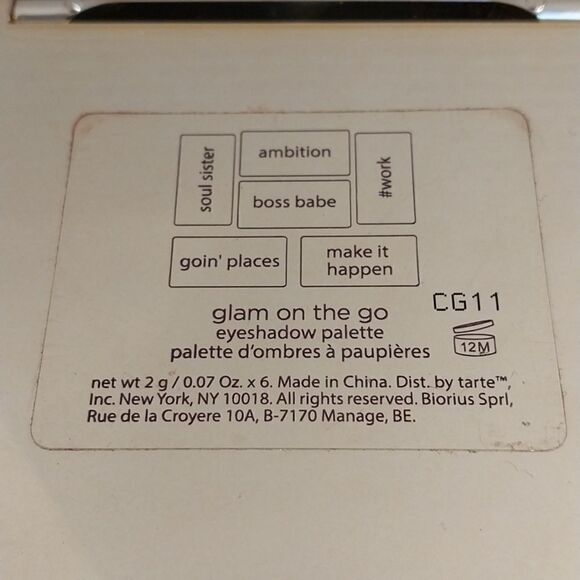 soul sister
ambition
#work
boss babe
goin' places
make it
happen
glam on the go
CG11
eyeshadow palette
palette d'ombres à paupières
12M
net wt 2 g / 0.07 Oz. x 6. Made in China. Dist. by tarte™,
Inc. New York, NY 10018. All rights reserved. Biorius Sprl,
Rue de la Croyere 10A, B-7170 Manage, BE.